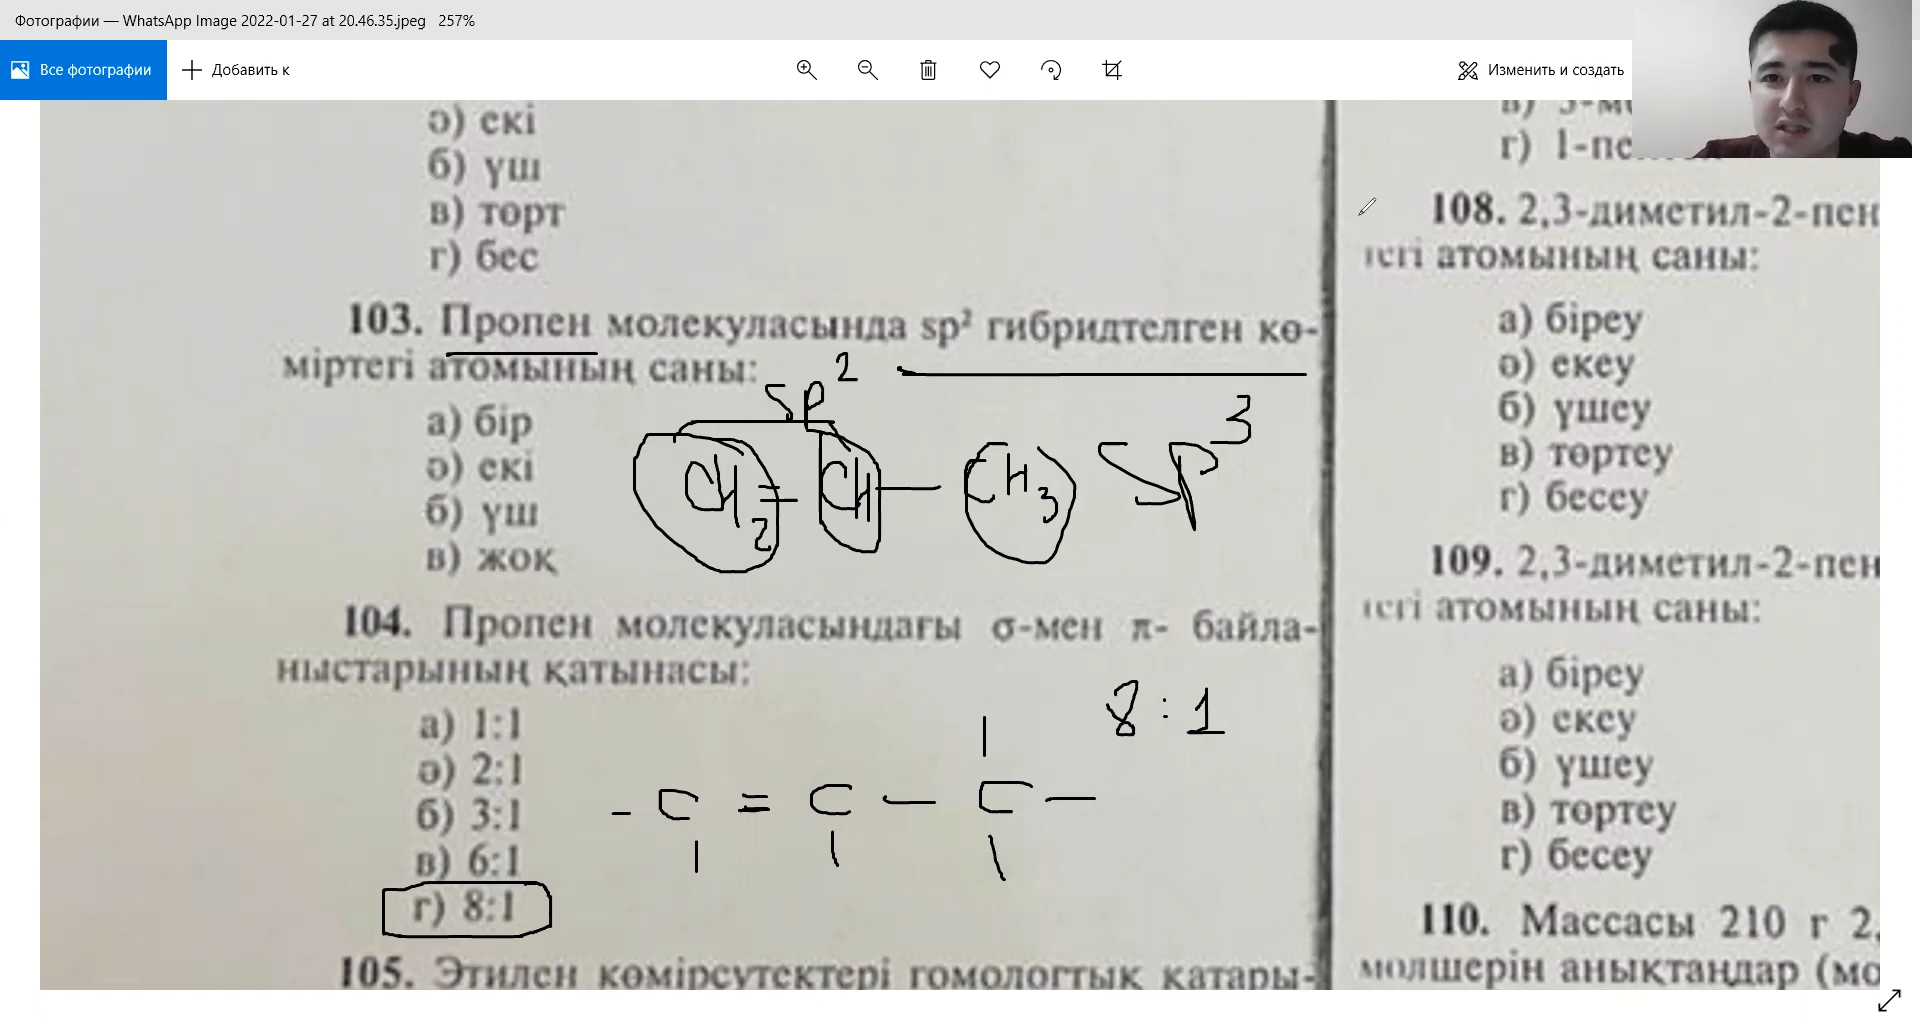 Фотографии — WhatsApp Image 2022-01-27 at 20.46.35.jpeg 257%
Все фотографии
Добавить к
Изменить и создать
ә) екі
б) үш
в) төрт
г) бес
103. Пропен молекуласында sp² гибридтелген кө-
міртегі атомының саны:
а) бір
ә) екі
б) үш
в) жоқ
sp²
CH₂ = CH — CH₃ sp³
104. Пропен молекуласындағы σ-мен π- байла-
ныстарының қатынасы:
а) 1:1
ә) 2:1
б) 3:1
в) 6:1
г) 8:1
8 : 1
- C = C — C —
105. Этилен көмірсутектері гомологтық қатары-
г)
108. 2,3-диметил-2-пен
тегі атомының саны:
а) біреу
ә) екеу
б) үшеу
в) төртеу
г) бесеу
109. 2,3-диметил-2-пен
тегі атомының саны:
а) біреу
ә) екеу
б) үшеу
в) төртеу
г) бесеу
110. Массасы 210 г 2,
мөлшерін анықтаңдар (мо